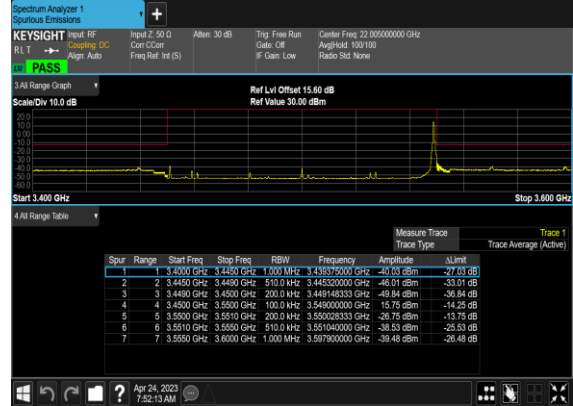 Spectrum Analyzer 1
Spurious Emissions
+
KEYSIGHT Input: RF Input Z: 50 Ω Atten: 30 dB Trig: Free Run Center Freq: 22.005000000 GHz
RLT Coupling: DC Corr CCorr Gate: Off Avg|Hold: 100/100
Align: Auto Freq Ref: Int (S) IF Gain: Low Radio Std: None
PASS
3 All Range Graph
Ref Lvl Offset 15.60 dB
Scale/Div 10.0 dB Ref Value 30.00 dBm
20.0
10.0
0.00
-10.0
-20.0
-30.0
-40.0
-50.0
-60.0
Start 3.400 GHz Stop 3.600 GHz
4 All Range Table
Measure Trace Trace 1
Trace Type Trace Average (Active)
Spur Range Start Freq Stop Freq RBW Frequency Amplitude ΔLimit
1 1 3.4000 GHz 3.4450 GHz 1.000 MHz 3.439375000 GHz -40.03 dBm -27.03 dB
2 2 3.4450 GHz 3.4490 GHz 510.0 kHz 3.445320000 GHz -46.01 dBm -33.01 dB
3 3 3.4490 GHz 3.4500 GHz 200.0 kHz 3.449148333 GHz -49.84 dBm -36.84 dB
4 4 3.4500 GHz 3.5500 GHz 100.0 kHz 3.549000000 GHz 15.75 dBm -14.25 dB
5 5 3.5500 GHz 3.5510 GHz 200.0 kHz 3.550028333 GHz -26.75 dBm -13.75 dB
6 6 3.5510 GHz 3.5550 GHz 510.0 kHz 3.551040000 GHz -38.53 dBm -25.53 dB
7 7 3.5550 GHz 3.6000 GHz 1.000 MHz 3.597900000 GHz -39.48 dBm -26.48 dB
? Apr 24, 2023
7:52:13 AM